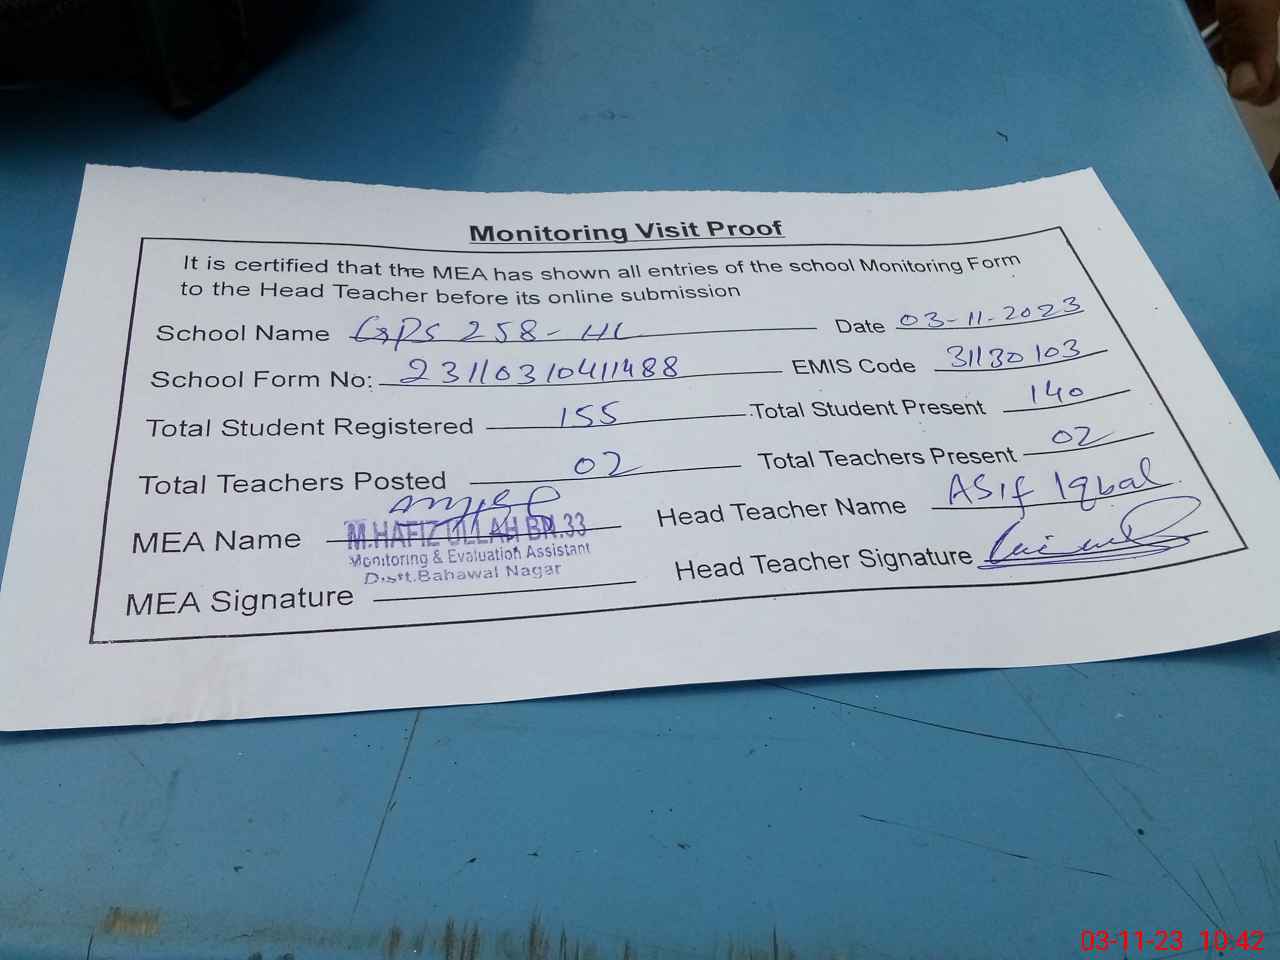 Monitoring Visit Proof
It is certified that the MEA has shown all entries of the school Monitoring Form
to the Head Teacher before its online submission
School Name GPS 258-HL Date 03-11-2023
School Form No: 23110310411488 EMIS Code 31130103
Total Student Registered 155 Total Student Present 140
Total Teachers Posted 02 Total Teachers Present 02
MEA Name M.HAFIZ ULLAH BN.33 Head Teacher Name ASif Iqbal
Monitoring & Evaluation Assistant
Distt.Bahawal Nagar
MEA Signature Head Teacher Signature
03-11-23 10:42